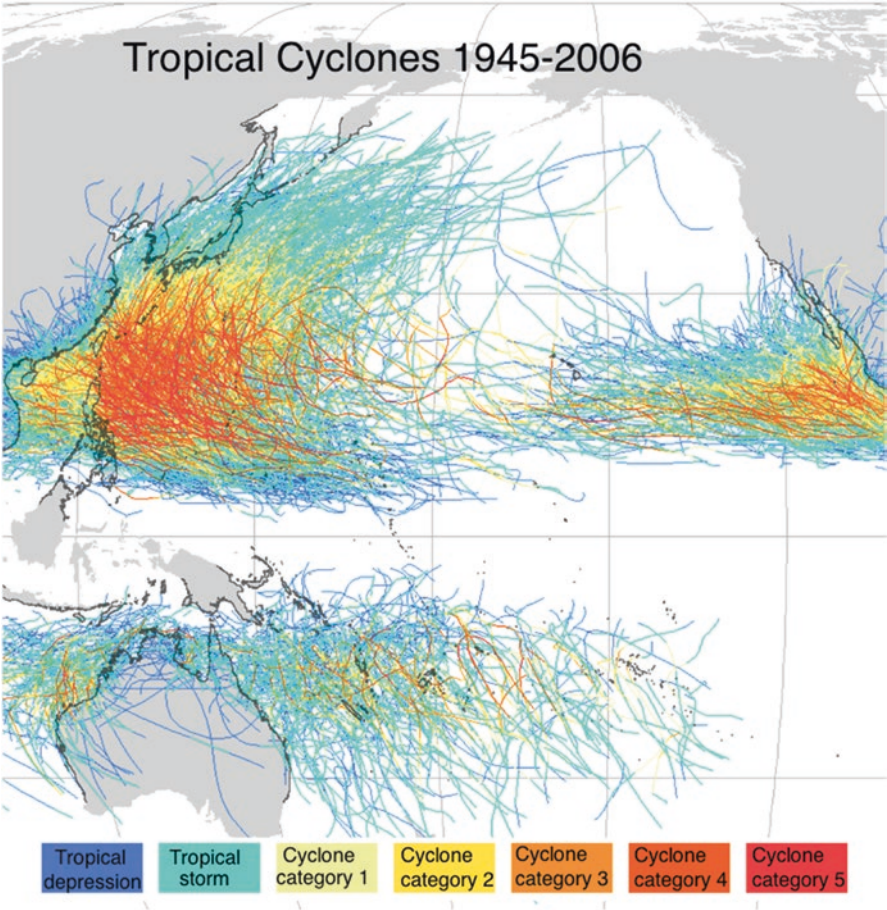 Tropical Cyclones 1945-2006
Tropical
depression
Tropical
storm
Cyclone
category 1
Cyclone
category 2
Cyclone
category 3
Cyclone
category 4
Cyclone
category 5